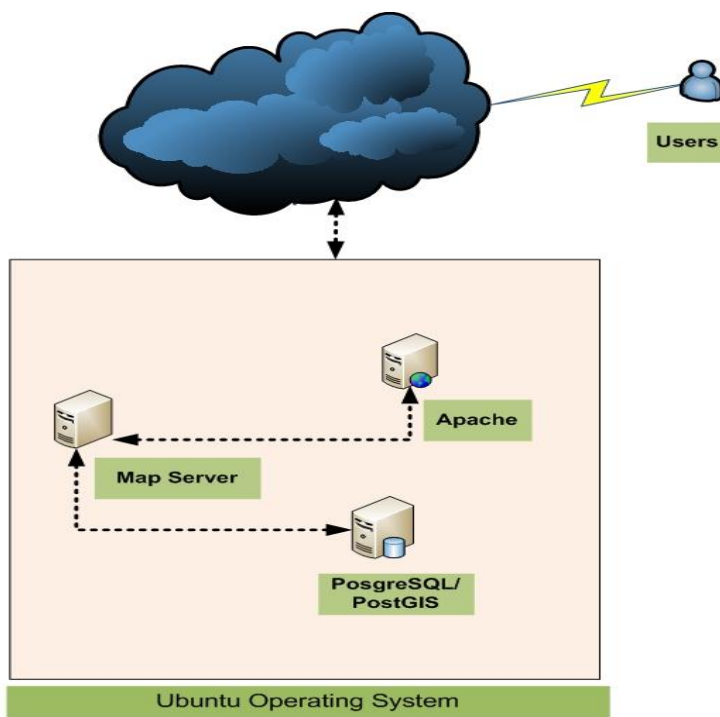 Users
Apache
Map Server
PosgreSQL/
PostGIS
Ubuntu Operating System